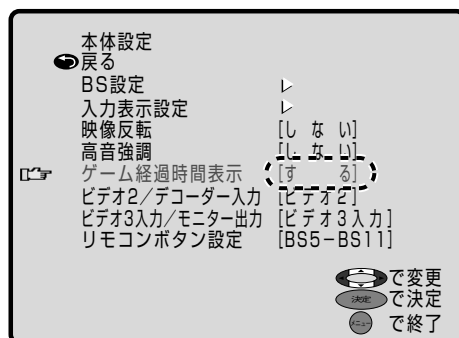 本体設定
戻る
BS設定
入力表示設定
映像反転 [しない]
高音強調 [しない]
ゲーム経過時間表示 [する]
ビデオ2/デコーダー入力 [ビデオ2]
ビデオ3入力/モニター出力 [ビデオ3入力]
リモコンボタン設定 [BS5-BS11]
で変更
決定 で決定
メニュー で終了